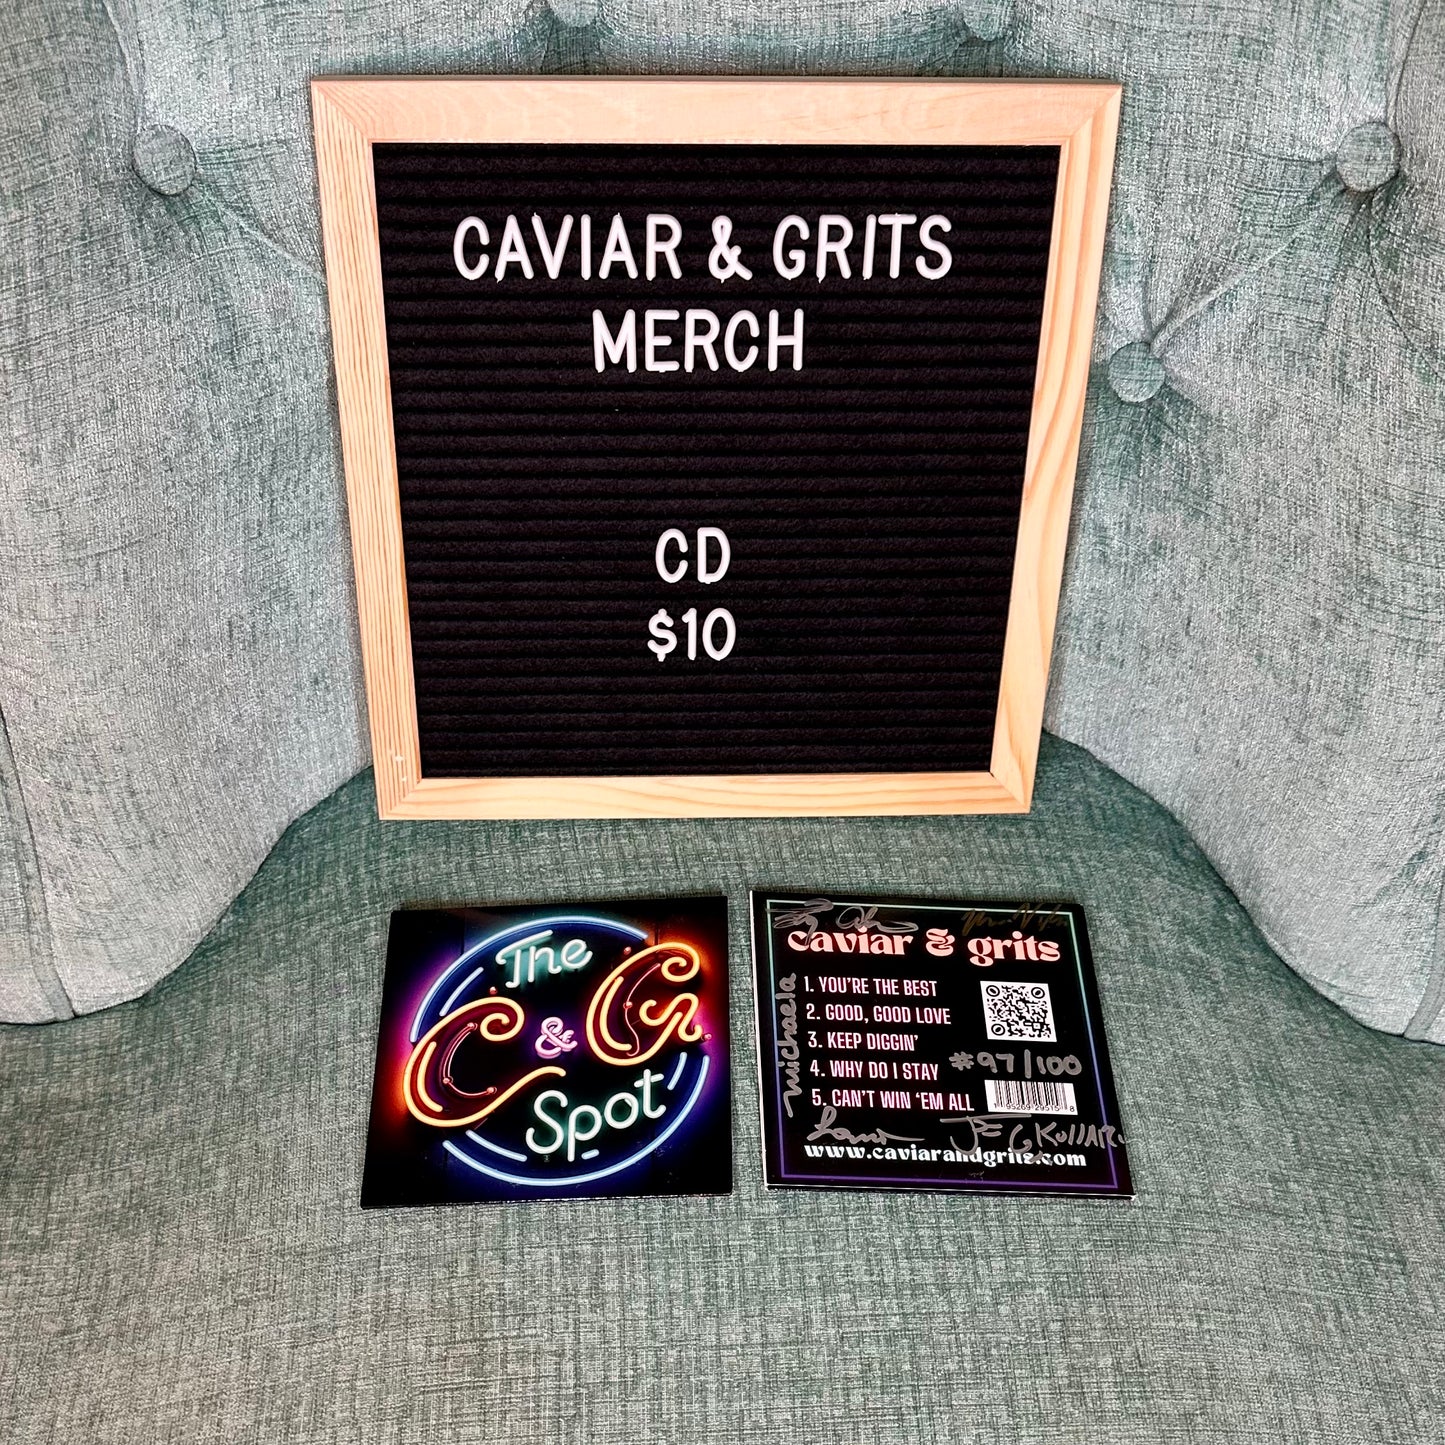 CAVIAR & GRITS
MERCH
CD
$10
The
C & G
Spot
caviar & grits
1. YOU'RE THE BEST
2. GOOD, GOOD LOVE
3. KEEP DIGGIN'
4. WHY DO I STAY
5. CAN'T WIN 'EM ALL
michaela
#97/100
www.caviarandgrits.com